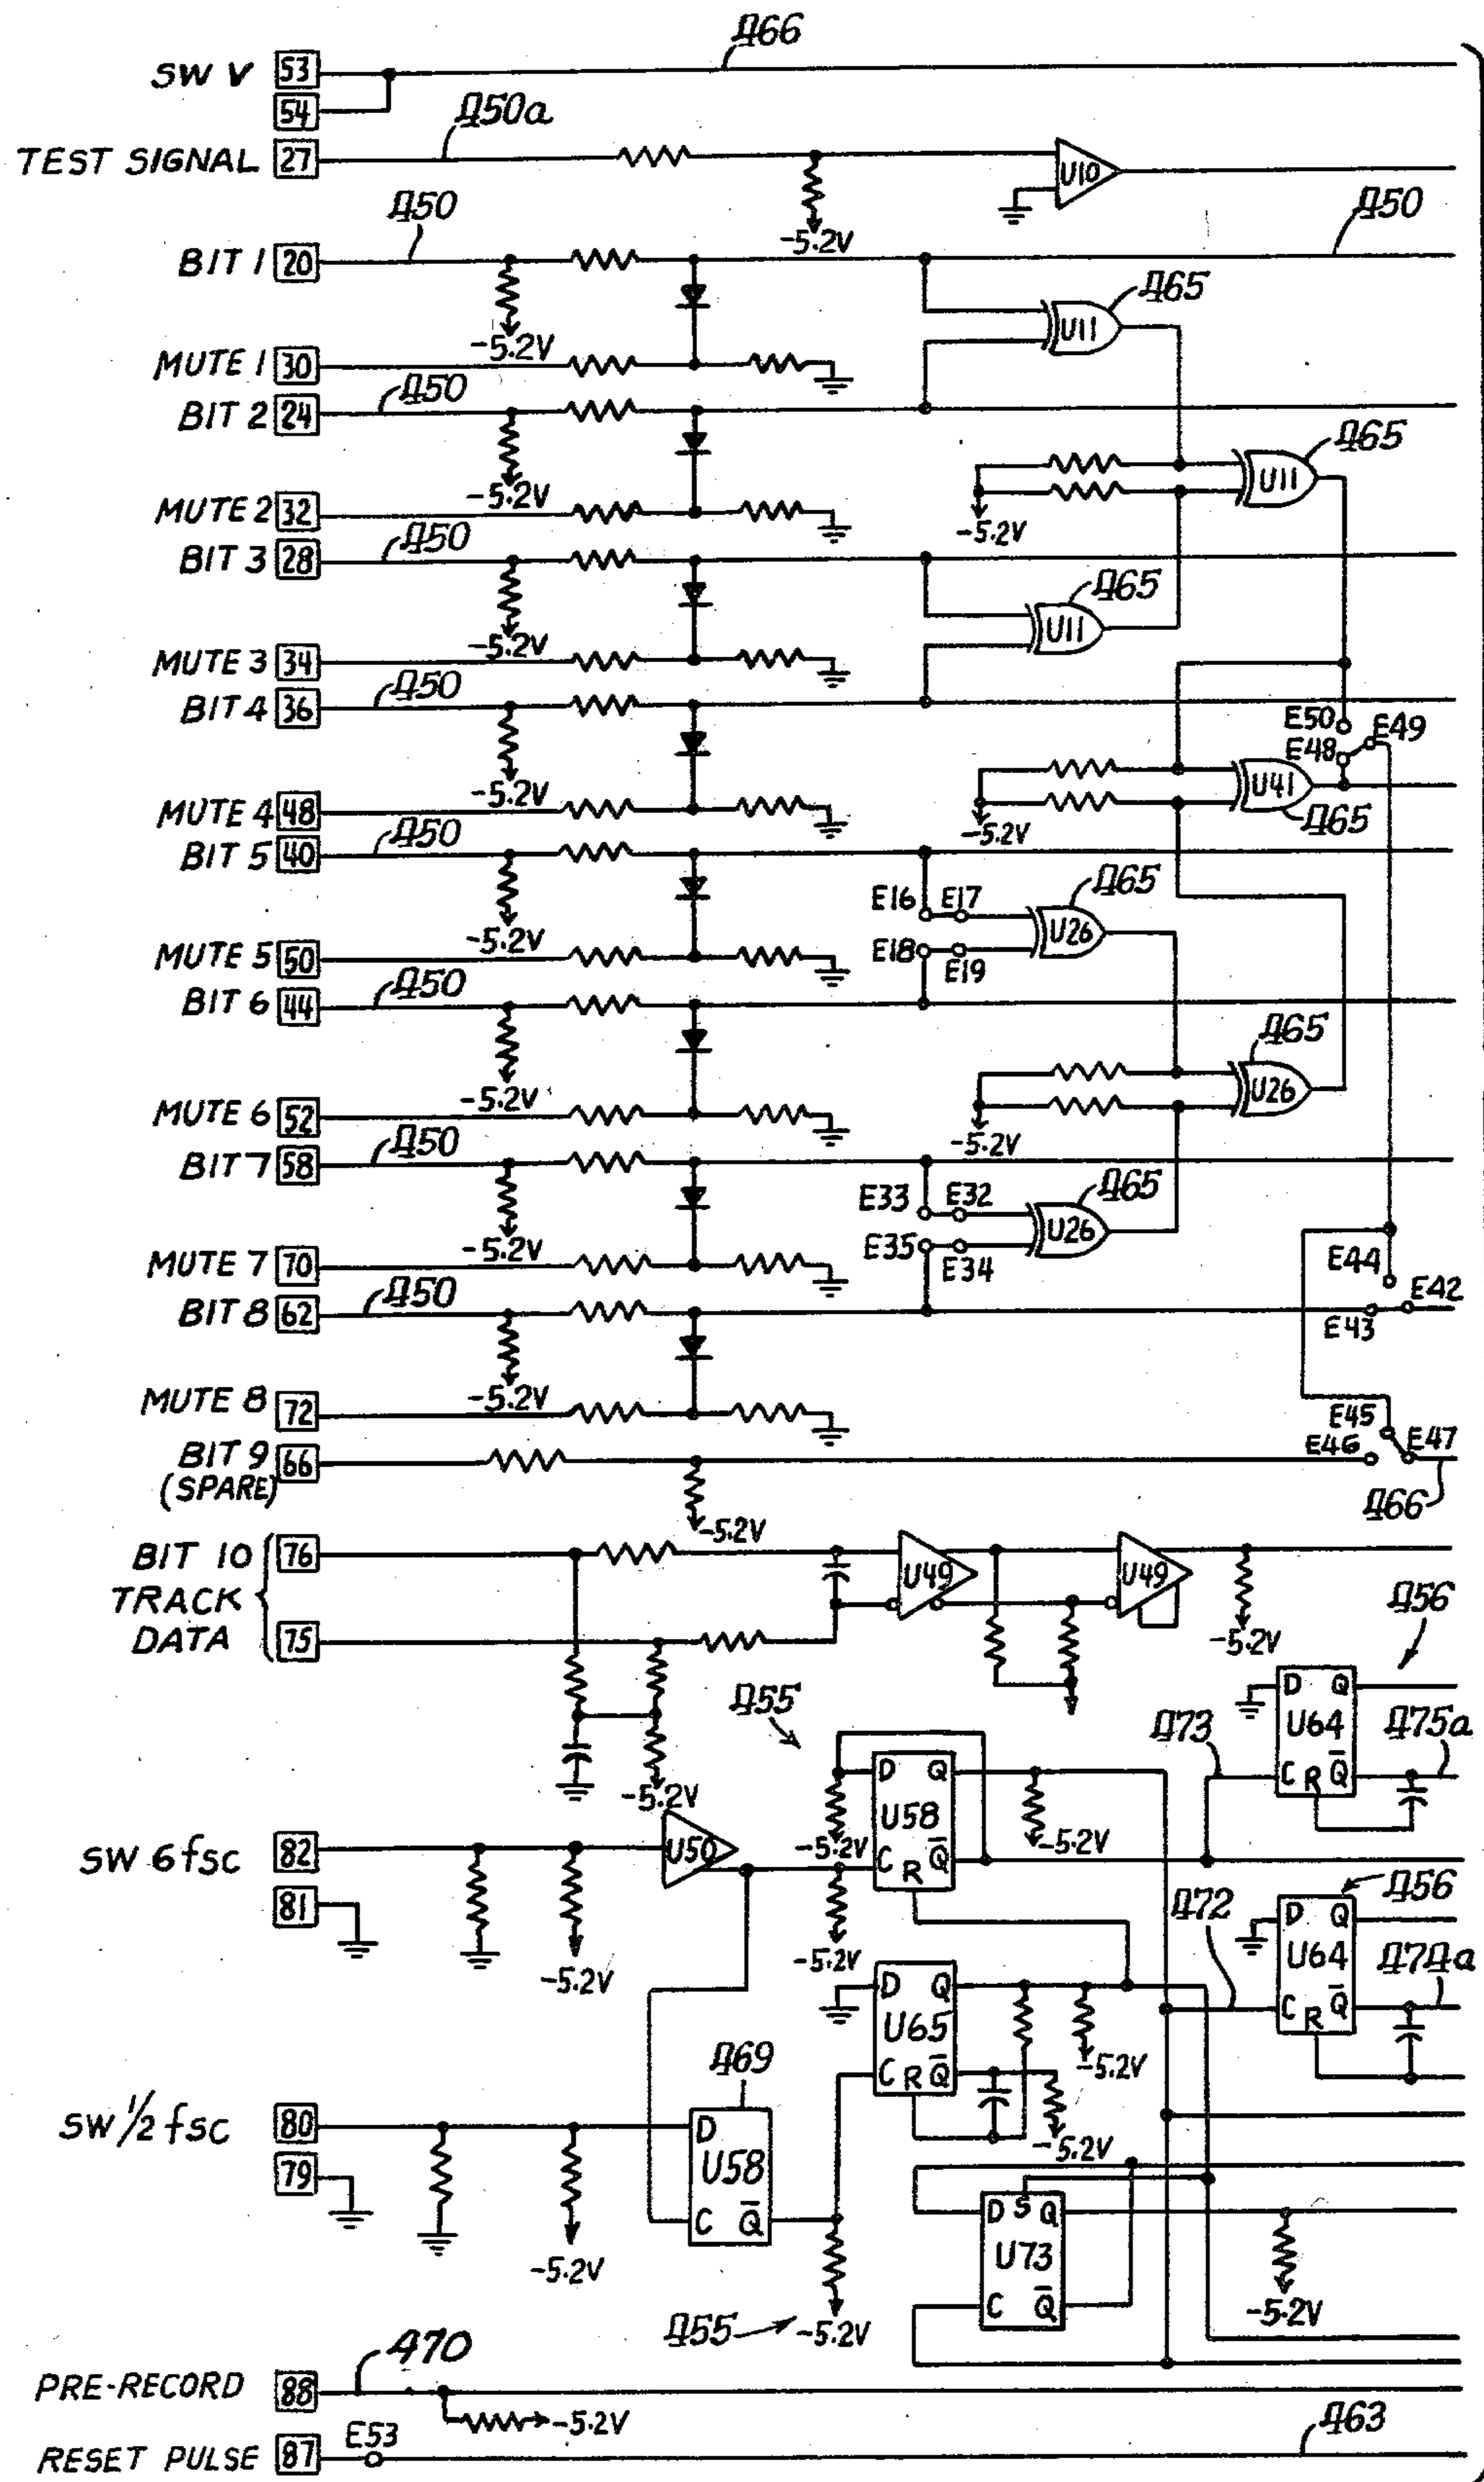 466
SW V 53
54
450a
TEST SIGNAL 27
U10
-5.2V
450
450
BIT 1 20
465
U11
-5.2V
MUTE 1 30
450
BIT 2 24
465
U11
-5.2V
-5.2V
MUTE 2 32
450
BIT 3 28
465
U11
-5.2V
MUTE 3 34
450
BIT 4 36
E50 E49
E48
U41
465
-5.2V
-5.2V
MUTE 4 48
450
BIT 5 40
465
E16 E17
U26
E18 E19
-5.2V
MUTE 5 50
450
BIT 6 44
465
U26
-5.2V
-5.2V
MUTE 6 52
450
BIT 7 58
465
E33 E32
U26
E35 E34
-5.2V
MUTE 7 70
E44
E42
E43
450
BIT 8 62
-5.2V
MUTE 8 72
E45
E46 E47
BIT 9 66
(SPARE)
466
-5.2V
BIT 10 76
TRACK
DATA 75
U49
U49
-5.2V
456
D Q
U64
C R Q̅
473
475a
455
-5.2V
D Q
U58
C R Q̅
-5.2V
-5.2V
-5.2V
SW 6fsc 82
81
U50
-5.2V
456
D Q
U64
C R Q̅
472
474a
D Q
U65
C R Q̅
-5.2V
-5.2V
469
SW 1/2 fsc 80
79
D
U58
C Q̅
-5.2V
455
-5.2V
D S Q
U73
C Q̅
-5.2V
470
PRE-RECORD 88
-5.2V
E53
RESET PULSE 87
463